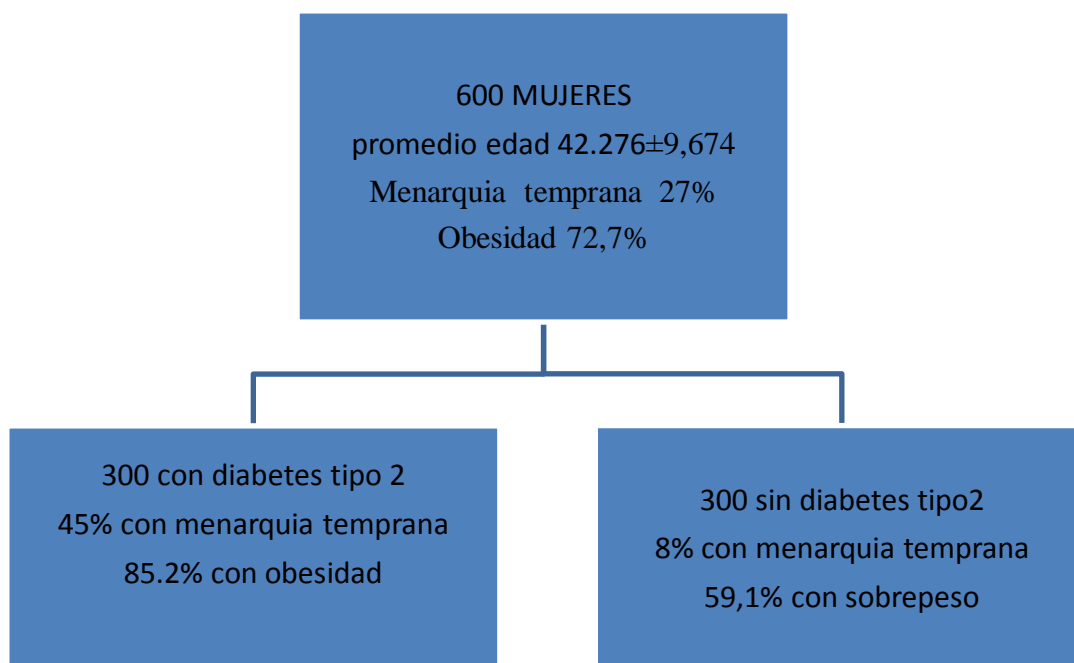 600 MUJERES
promedio edad 42.276±9,674
Menarquia temprana 27%
Obesidad 72,7%
300 con diabetes tipo 2
45% con menarquia temprana
85.2% con obesidad
300 sin diabetes tipo2
8% con menarquia temprana
59,1% con sobrepeso